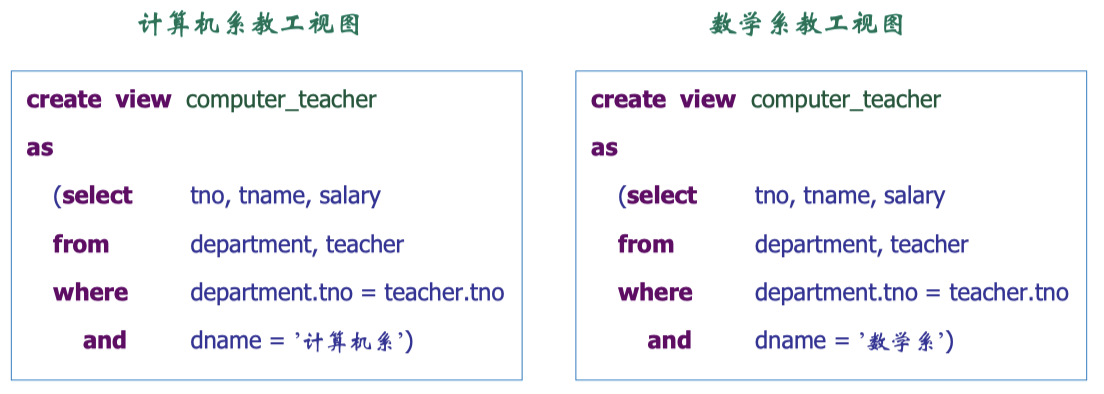 计算机系教工视图
create view computer_teacher
as
(select tno, tname, salary
from department, teacher
where department.tno = teacher.tno
and dname = ’计算机系’)
数学系教工视图
create view computer_teacher
as
(select tno, tname, salary
from department, teacher
where department.tno = teacher.tno
and dname = ’数学系’)